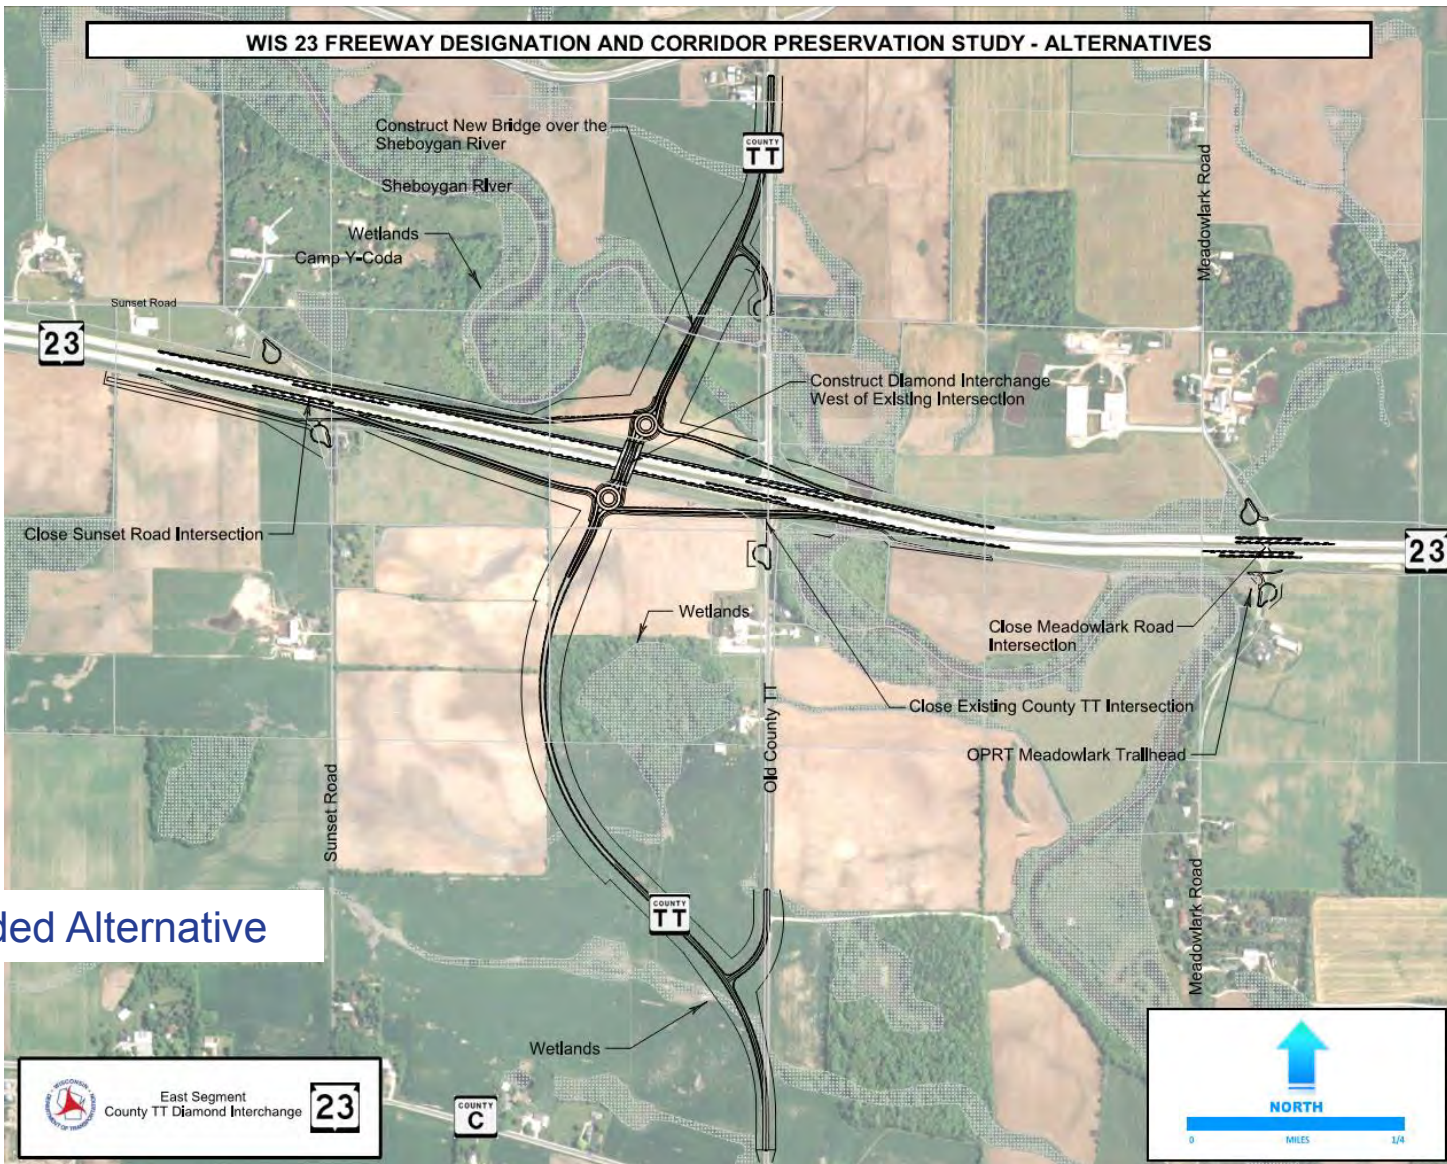 WIS 23 FREEWAY DESIGNATION AND CORRIDOR PRESERVATION STUDY - ALTERNATIVES
Construct New Bridge over the
Sheboygan River
COUNTY
TT
Sheboygan River
Meadowlark Road
Wetlands
Camp Y-Coda
Sunset Road
23
Construct Diamond Interchange
West of Existing Intersection
Close Sunset Road Intersection
23
Wetlands
Close Meadowlark Road
Intersection
Close Existing County TT Intersection
OPRT Meadowlark Trailhead
Old County TT
Sunset Road
Meadowlark Road
COUNTY
TT
ded Alternative
Wetlands
WISCONSIN
DEPARTMENT OF TRANSPORTATION
East Segment
County TT Diamond Interchange
23
COUNTY
C
NORTH
0 MILES 1/4